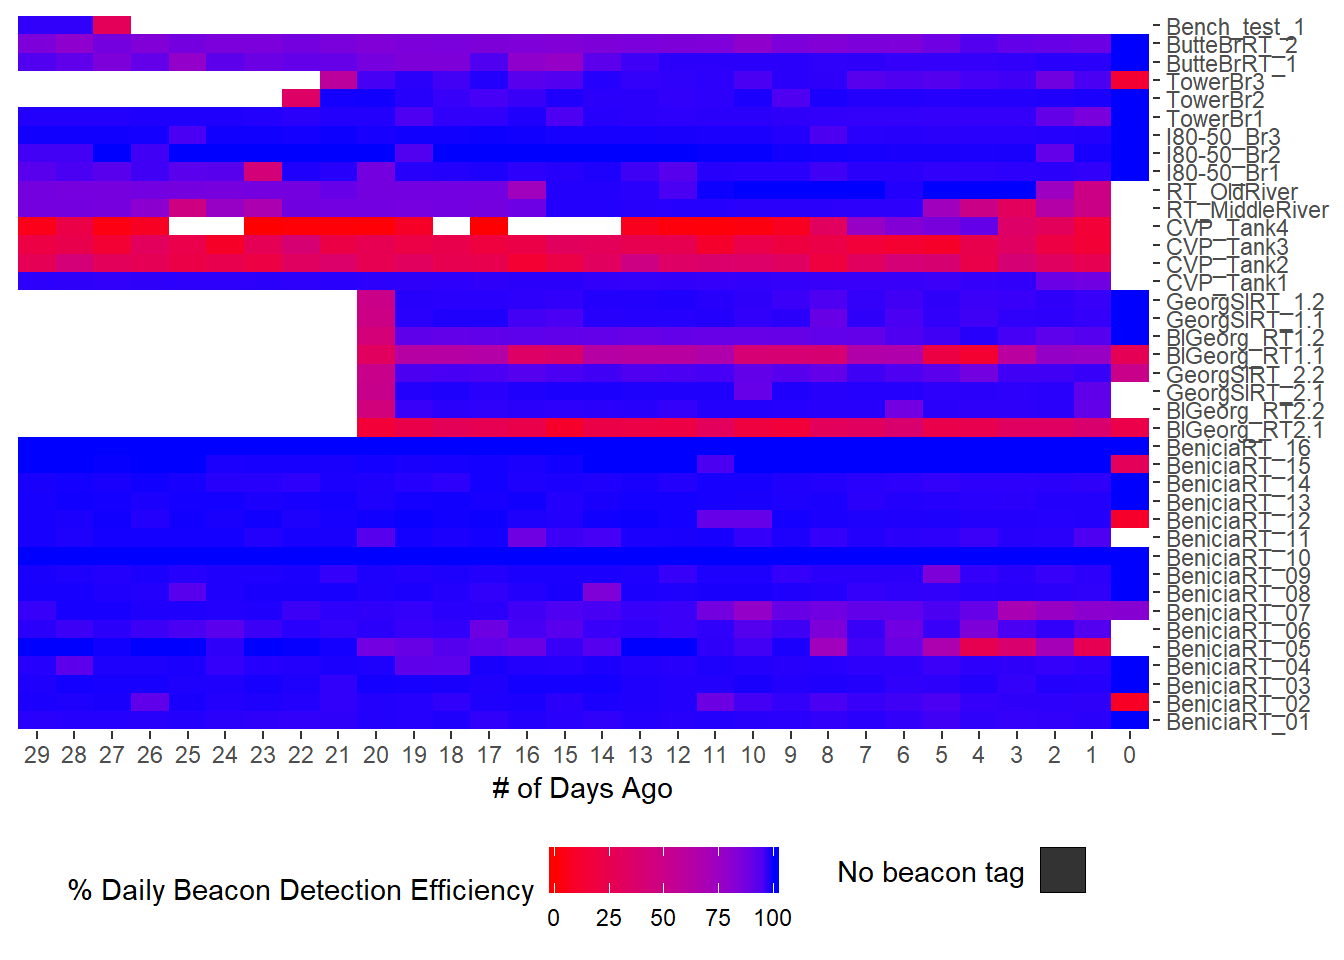 Bench_test_1
ButteBrRT_2
ButteBrRT_1
TowerBr3
TowerBr2
TowerBr1
I80-50_Br3
I80-50_Br2
I80-50_Br1
RT_OldRiver
RT_MiddleRiver
CVP_Tank4
CVP_Tank3
CVP_Tank2
CVP_Tank1
GeorgSlRT_1.2
GeorgSlRT_1.1
BlGeorg_RT1.2
BlGeorg_RT1.1
GeorgSlRT_2.2
GeorgSlRT_2.1
BlGeorg_RT2.2
BlGeorg_RT2.1
BeniciaRT_16
BeniciaRT_15
BeniciaRT_14
BeniciaRT_13
BeniciaRT_12
BeniciaRT_11
BeniciaRT_10
BeniciaRT_09
BeniciaRT_08
BeniciaRT_07
BeniciaRT_06
BeniciaRT_05
BeniciaRT_04
BeniciaRT_03
BeniciaRT_02
BeniciaRT_01
29 28 27 26 25 24 23 22 21 20 19 18 17 16 15 14 13 12 11 10 9 8 7 6 5 4 3 2 1 0
# of Days Ago
% Daily Beacon Detection Efficiency
0 25 50 75 100
No beacon tag